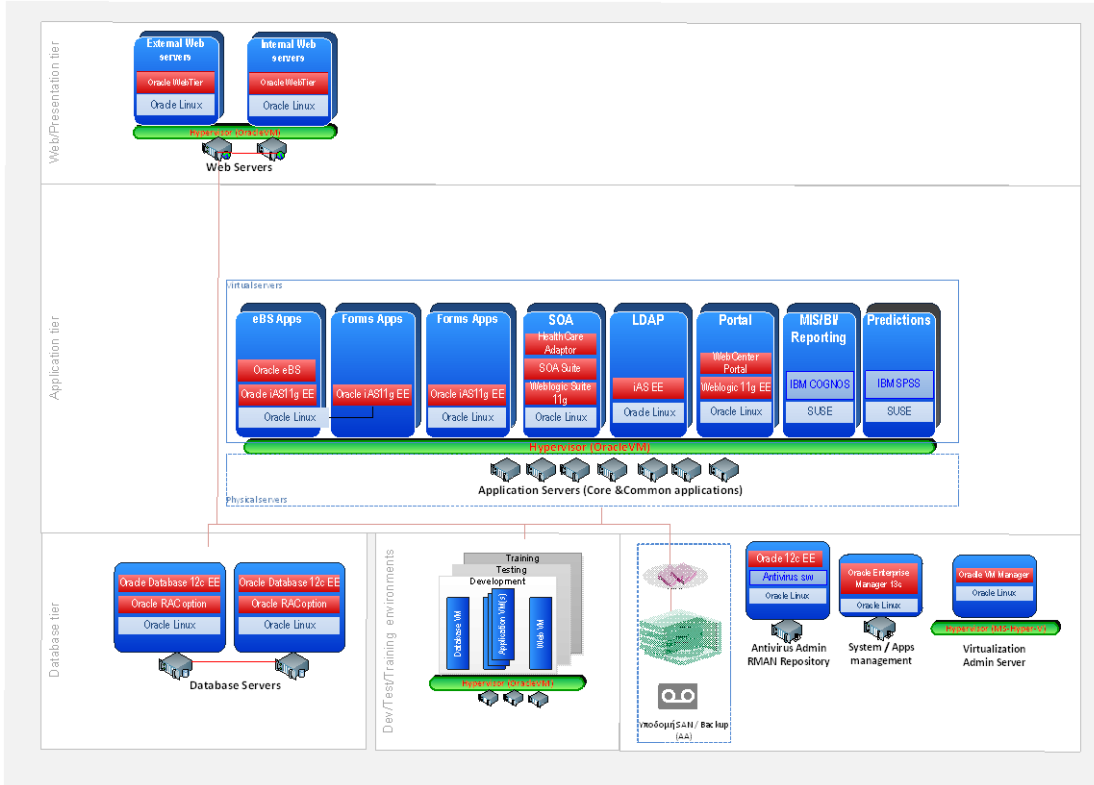 Web/Presentation tier
External Web
servers
Oracle WebTier
Oracle Linux
Internal Web
servers
Oracle WebTier
Oracle Linux
Hypervisor (OracleVM)
Web Servers
Application tier
Virtual servers
eBS Apps
Oracle eBS
Oracle iAS11g EE
Oracle Linux
Forms Apps
Oracle iAS11g EE
Forms Apps
Oracle iAS11g EE
Oracle Linux
SOA
HealthCare
Adaptor
SOA Suite
Weblogic Suite
11g
Oracle Linux
LDAP
iAS EE
Oracle Linux
Portal
WebCenter
Portal
Weblogic 11g EE
Oracle Linux
MIS/BI/
Reporting
IBM COGNOS
SUSE
Predictions
IBM SPSS
SUSE
Hypervisor (OracleVM)
Application Servers (Core &Common applications)
Physical servers
Database tier
Oracle Database 12c EE
Oracle RAC option
Oracle Linux
Oracle Database 12c EE
Oracle RAC option
Oracle Linux
Database Servers
Dev/Test/Training environments
Training
Testing
Development
Database VM
Application VM(s)
Web VM
Hypervisor (OracleVM)
Υποδομή SAN / Backup
(AA)
Oracle 12c EE
Antivirus sw
Oracle Linux
Antivirus Admin
RMAN Repository
Oracle Enterprise
Manager 13c
Oracle Linux
System / Apps
management
Oracle VM Manager
Oracle Linux
Hypervisor (MS-Hyper-V)
Virtualization
Admin Server